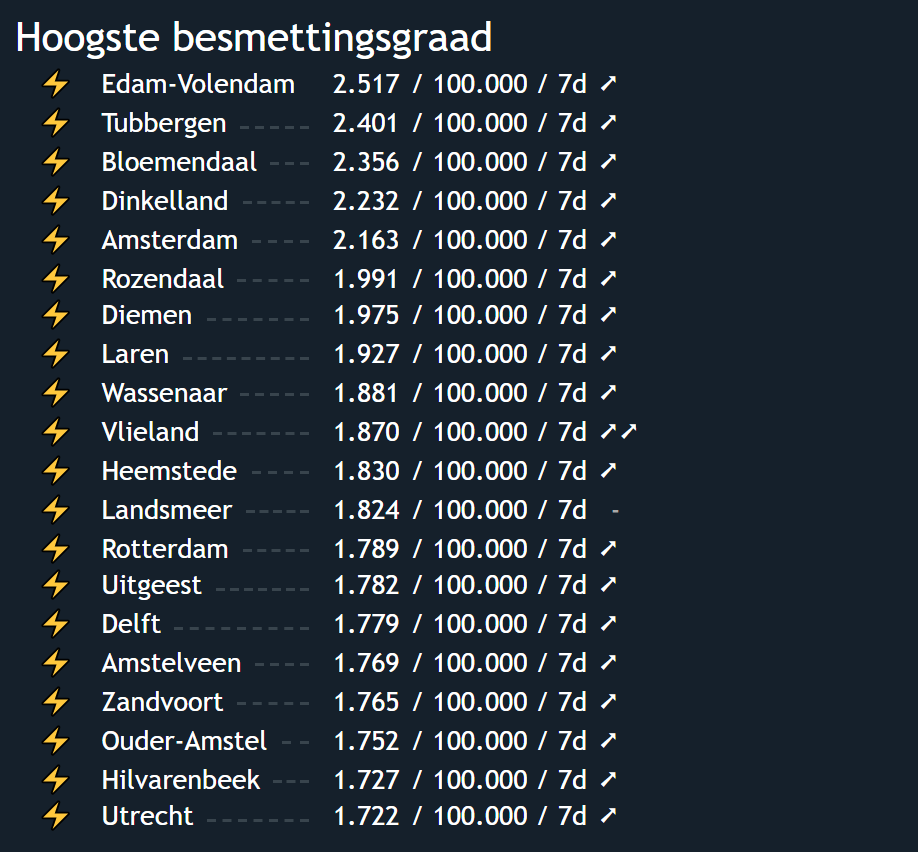 Hoogste besmettingsgraad
⚡ Edam-Volendam 2.517 / 100.000 / 7d ➚
⚡ Tubbergen ----- 2.401 / 100.000 / 7d ➚
⚡ Bloemendaal --- 2.356 / 100.000 / 7d ➚
⚡ Dinkelland ----- 2.232 / 100.000 / 7d ➚
⚡ Amsterdam ---- 2.163 / 100.000 / 7d ➚
⚡ Rozendaal ----- 1.991 / 100.000 / 7d ➚
⚡ Diemen ------- 1.975 / 100.000 / 7d ➚
⚡ Laren --------- 1.927 / 100.000 / 7d ➚
⚡ Wassenaar ----- 1.881 / 100.000 / 7d ➚
⚡ Vlieland ------- 1.870 / 100.000 / 7d ➚➚
⚡ Heemstede ---- 1.830 / 100.000 / 7d ➚
⚡ Landsmeer ----- 1.824 / 100.000 / 7d -
⚡ Rotterdam ----- 1.789 / 100.000 / 7d ➚
⚡ Uitgeest ------- 1.782 / 100.000 / 7d ➚
⚡ Delft ---------- 1.779 / 100.000 / 7d ➚
⚡ Amstelveen ---- 1.769 / 100.000 / 7d ➚
⚡ Zandvoort ----- 1.765 / 100.000 / 7d ➚
⚡ Ouder-Amstel -- 1.752 / 100.000 / 7d ➚
⚡ Hilvarenbeek --- 1.727 / 100.000 / 7d ➚
⚡ Utrecht ------- 1.722 / 100.000 / 7d ➚